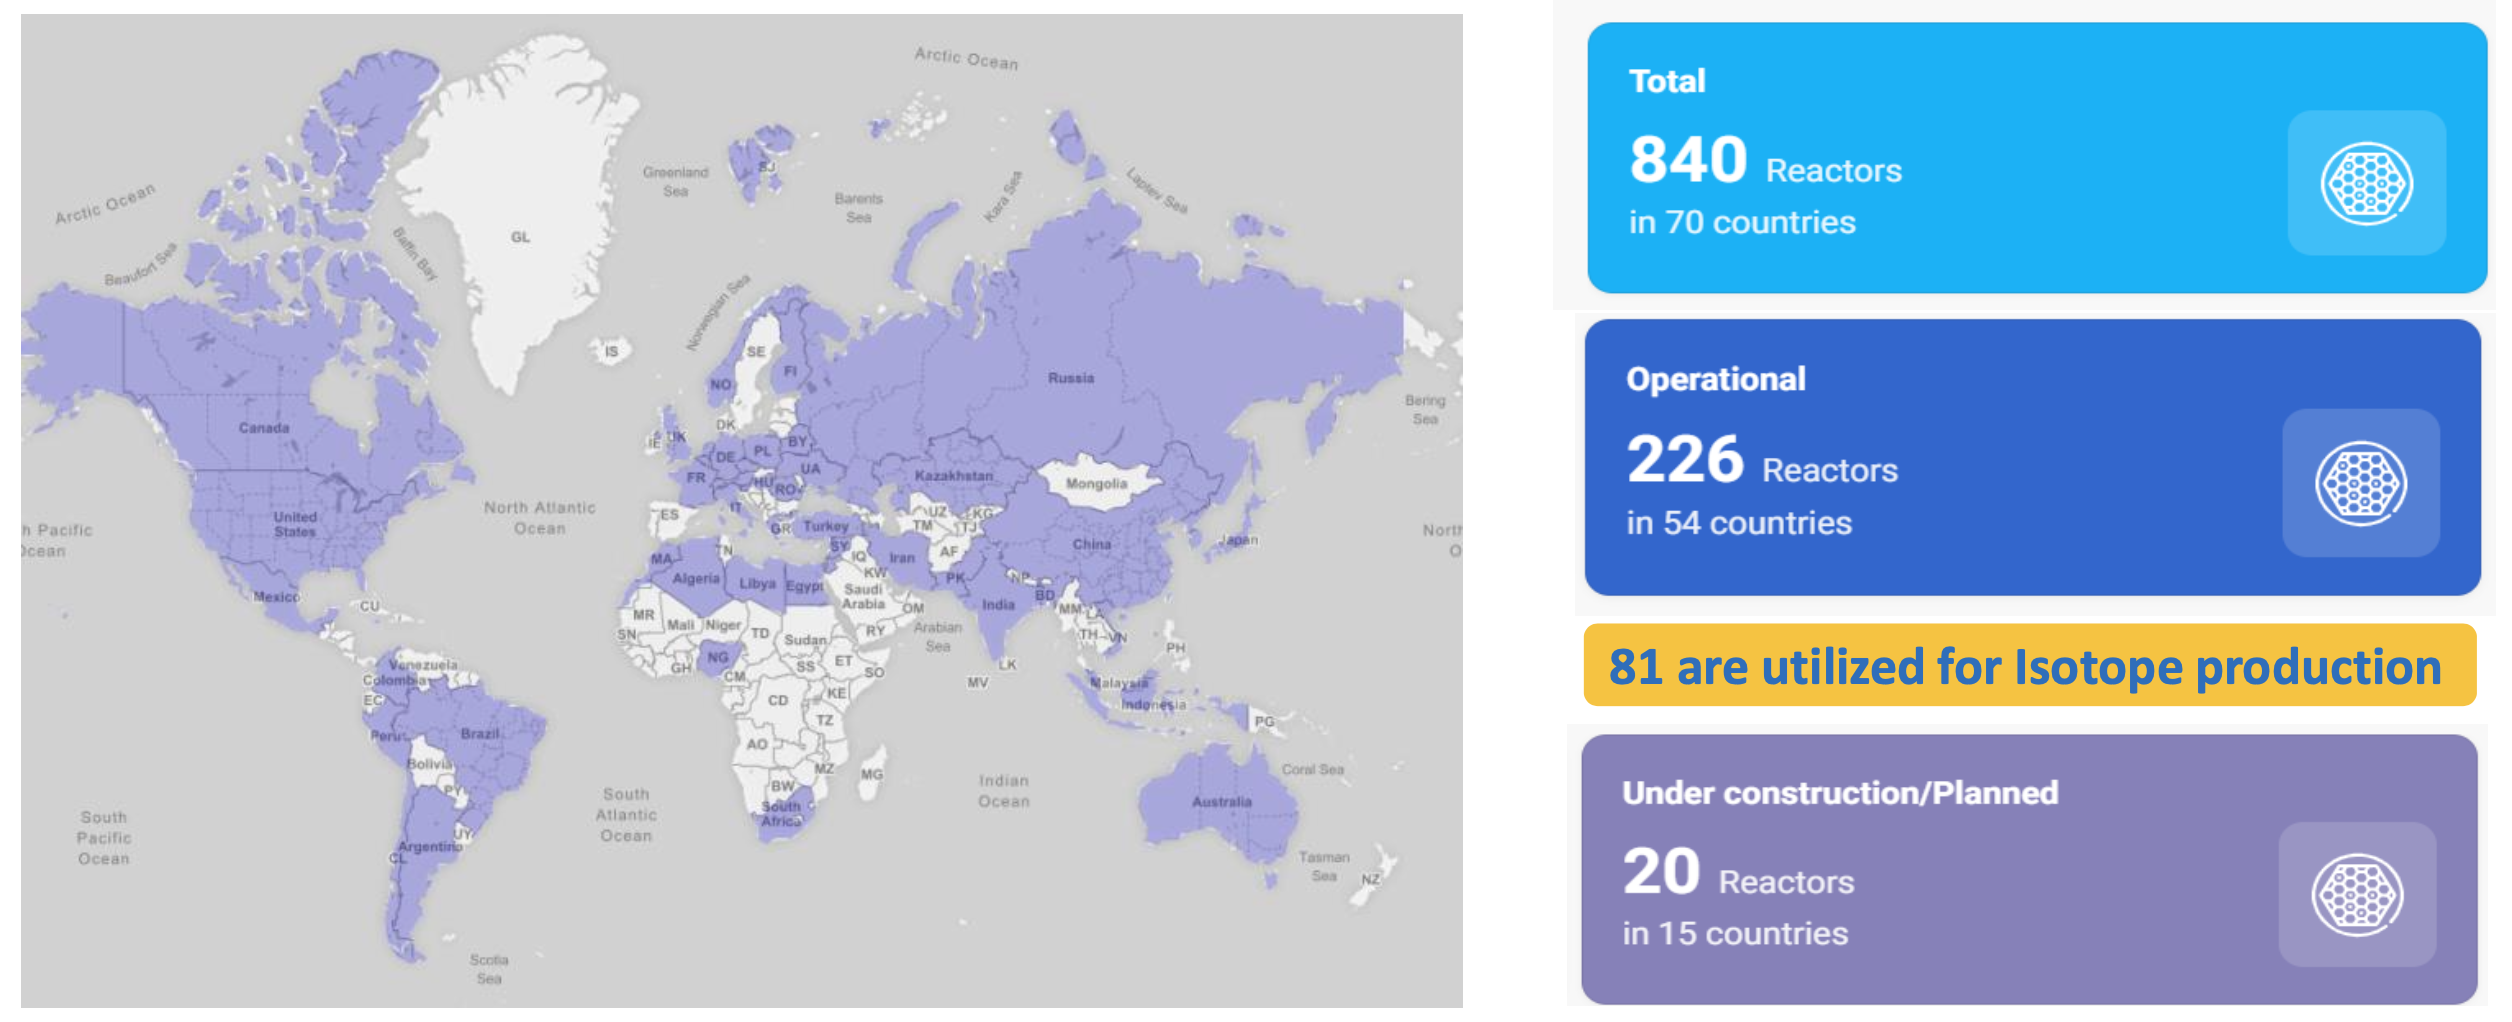 Arctic Ocean
Greenland
Sea
SJ
Barents
Sea
Kara Sea
Laptev Sea
Arctic Ocean
Beaufort Sea
Baffin Bay
GL
Norwegian Sea
IS
SE
FI
NO
Russia
Bering
Sea
Canada
DK
IE
UK
DE
PL
BY
UA
FR
HU
RO
Kazakhstan
Mongolia
United
States
North Atlantic
Ocean
ES
IT
GR
Turkey
UZ
KG
TM
TJ
China
Japan
h Pacific
Ocean
North
O
MA
TN
SY
IQ
Iran
AF
Algeria
Libya
Egypt
KW
PK
NP
BD
Mexico
CU
MR
Mali
Niger
TD
Sudan
Saudi
Arabia
OM
RY
Arabian
Sea
India
MM
LA
TH
VN
PH
SN
GH
NG
CM
SS
ET
SO
LK
MV
Venezuela
Colombia
EC
CD
KE
TZ
Malaysia
Indonesia
PG
Peru
Brazil
Bolivia
PY
AO
MZ
BW
MG
South
Africa
Indian
Ocean
Coral Sea
Australia
South
Pacific
Ocean
South
Atlantic
Ocean
UY
Argentina
CL
Tasman
Sea
NZ
Scotia
Sea
Total
840 Reactors
in 70 countries
Operational
226 Reactors
in 54 countries
81 are utilized for Isotope production
Under construction/Planned
20 Reactors
in 15 countries